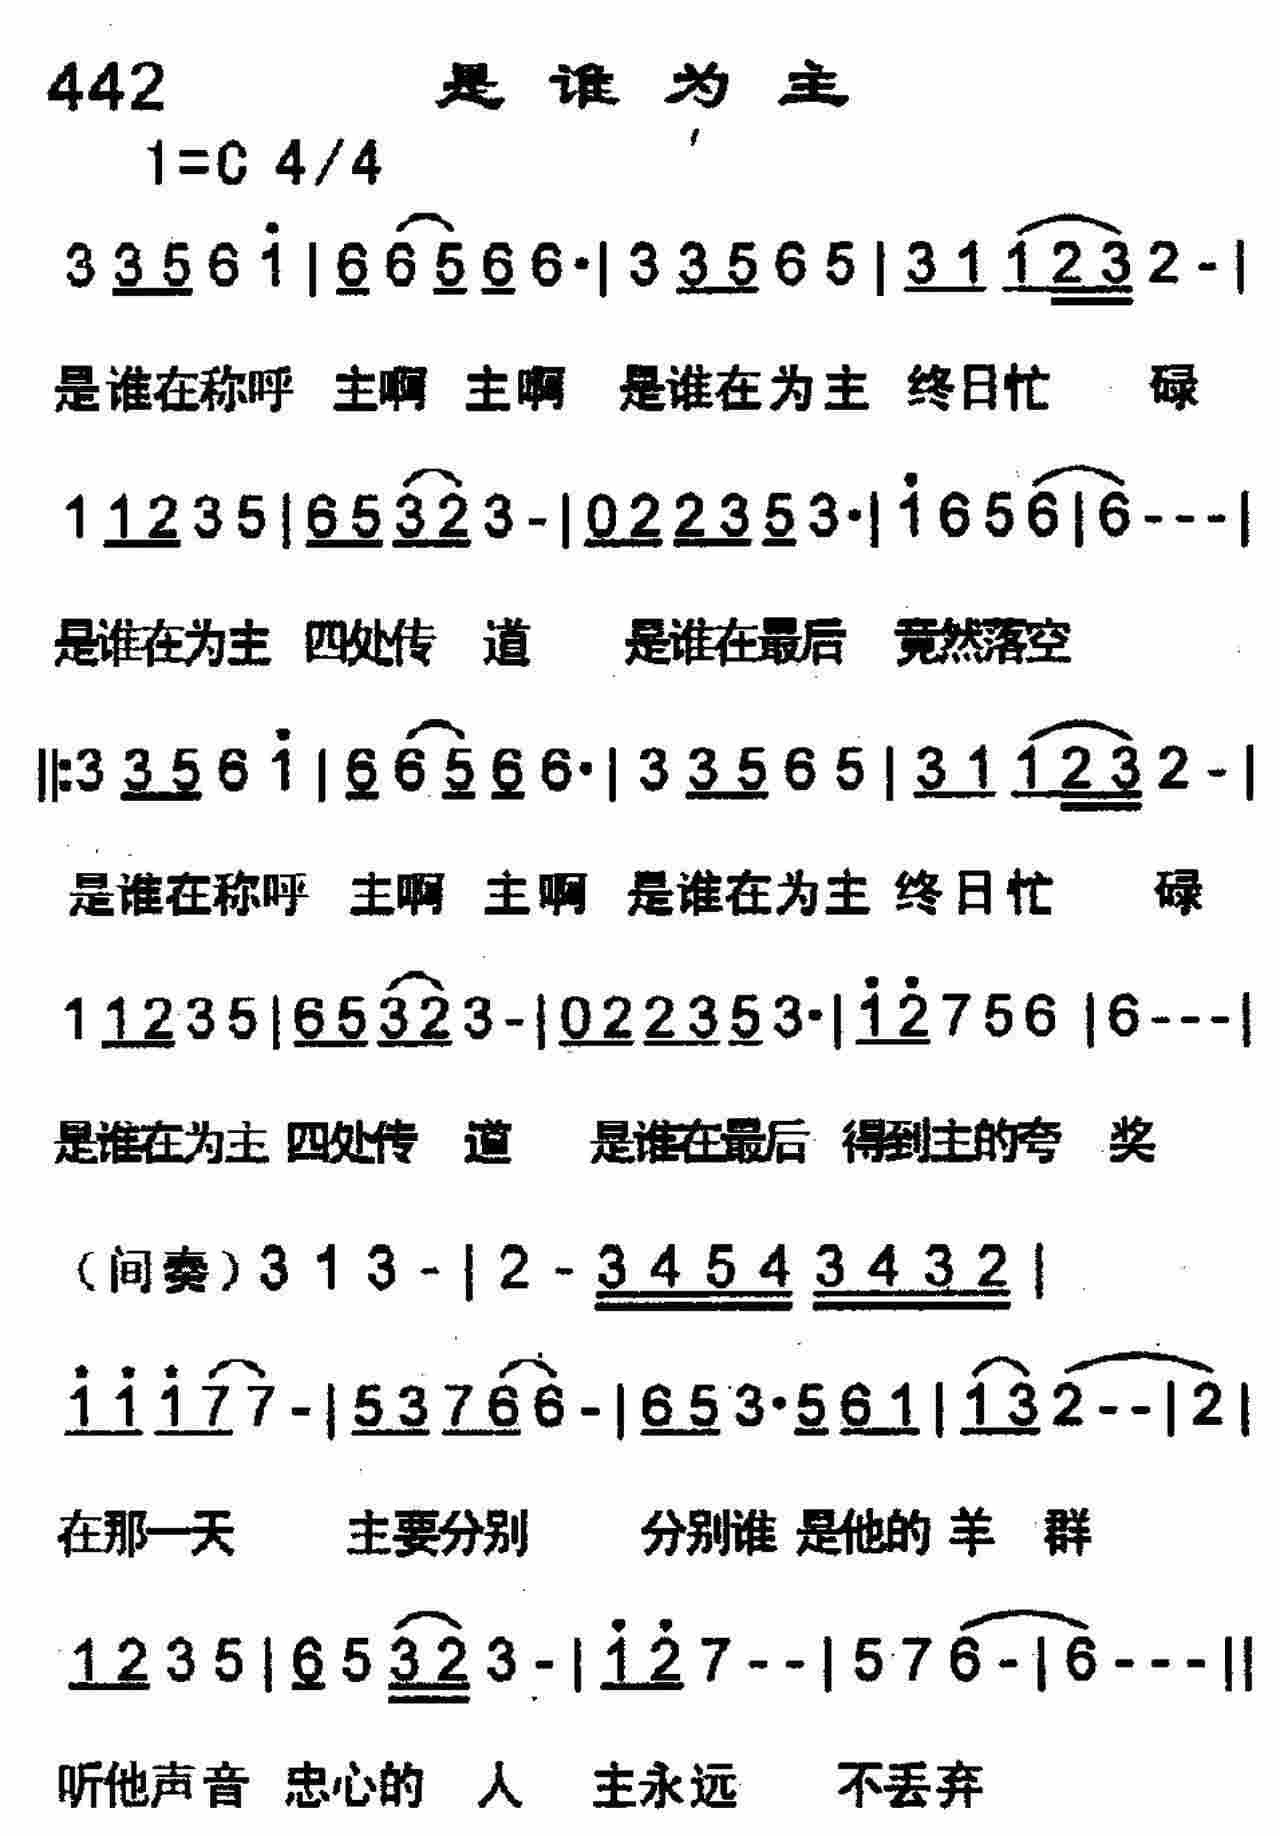 442 是谁为主
1=C 4/4
3 3 5 6 1̇ | 6 6 5 6 6· | 3 3 5 6 5 | 3 1 1 2 3 2 - |
是谁在称呼 主啊 主啊 是谁在为主 终日忙 碌
1 1 2 3 5 | 6 5 3 2 3 - | 0 2 2 3 5 3· | 1̇ 6 5 6 | 6 - - - |
是谁在为主 四处传 道 是谁在最后 竟然落空
‖: 3 3 5 6 1̇ | 6 6 5 6 6· | 3 3 5 6 5 | 3 1 1 2 3 2 - |
是谁在称呼 主啊 主啊 是谁在为主 终日忙 碌
1 1 2 3 5 | 6 5 3 2 3 - | 0 2 2 3 5 3· | 1̇ 2̇ 7 5 6 | 6 - - - |
是谁在为主 四处传 道 是谁在最后 得到主的夸 奖
（间奏）3 1 3 - | 2 - 3 4 5 4 3 4 3 2 |
1̇ 1̇ 1̇ 7 7 - | 5 3 7 6 6 - | 6 5 3· 5 6 1 | 1 3 2 - - | 2 |
在那一天 主要分别 分别谁 是他的 羊 群
1 2 3 5 | 6 5 3 2 3 - | 1̇ 2̇ 7 - - | 5 7 6 - | 6 - - - ‖
听他声音 忠心的 人 主永远 不丢弃